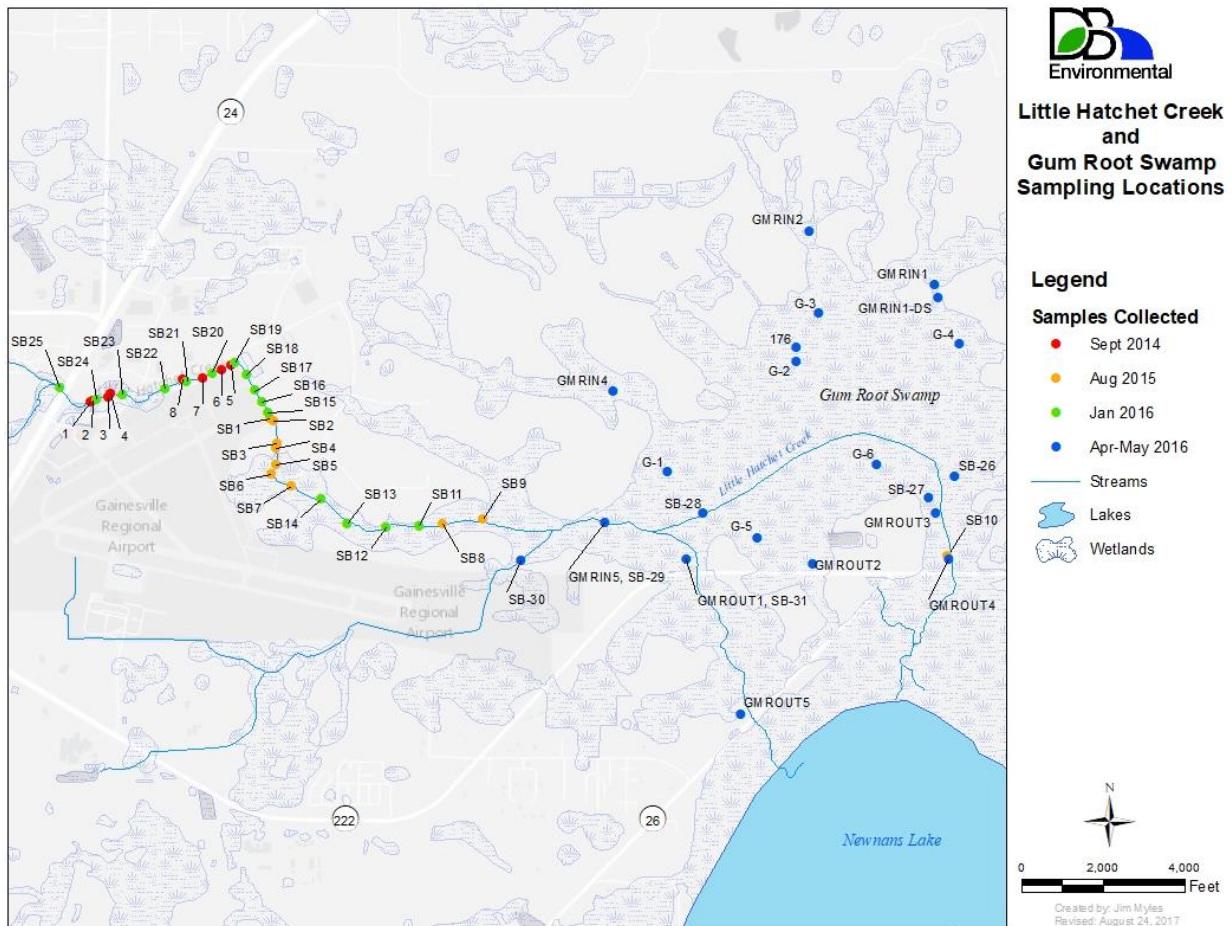 24
GMRIN2
GMRIN1
GMRIN1-DS
G-3
G-4
176
G-2
Gum Root Swamp
GMRIN4
G-1
Little Hatchet Creek
G-6
SB-26
SB-27
SB-28
GMROUT3
SB10
G-5
GMROUT2
GMROUT4
GMROUT1, SB-31
GMRIN5, SB-29
SB-30
GMROUT5
SB25
SB24
SB23
SB22
SB21
SB20
SB19
SB18
SB17
SB16
SB15
SB1
SB2
SB3
SB4
SB5
SB6
SB7
SB14
SB13
SB12
SB11
SB8
SB9
1
2
3
4
8
7
6
5
Gainesville
Regional
Airport
Gainesville
Regional
Airport
222
26
Newnans Lake
DB
Environmental
Little Hatchet Creek
and
Gum Root Swamp
Sampling Locations
Legend
Samples Collected
Sept 2014
Aug 2015
Jan 2016
Apr-May 2016
Streams
Lakes
Wetlands
N
0 2,000 4,000
Feet
Created by: Jim Myles
Revised: August 24, 2017